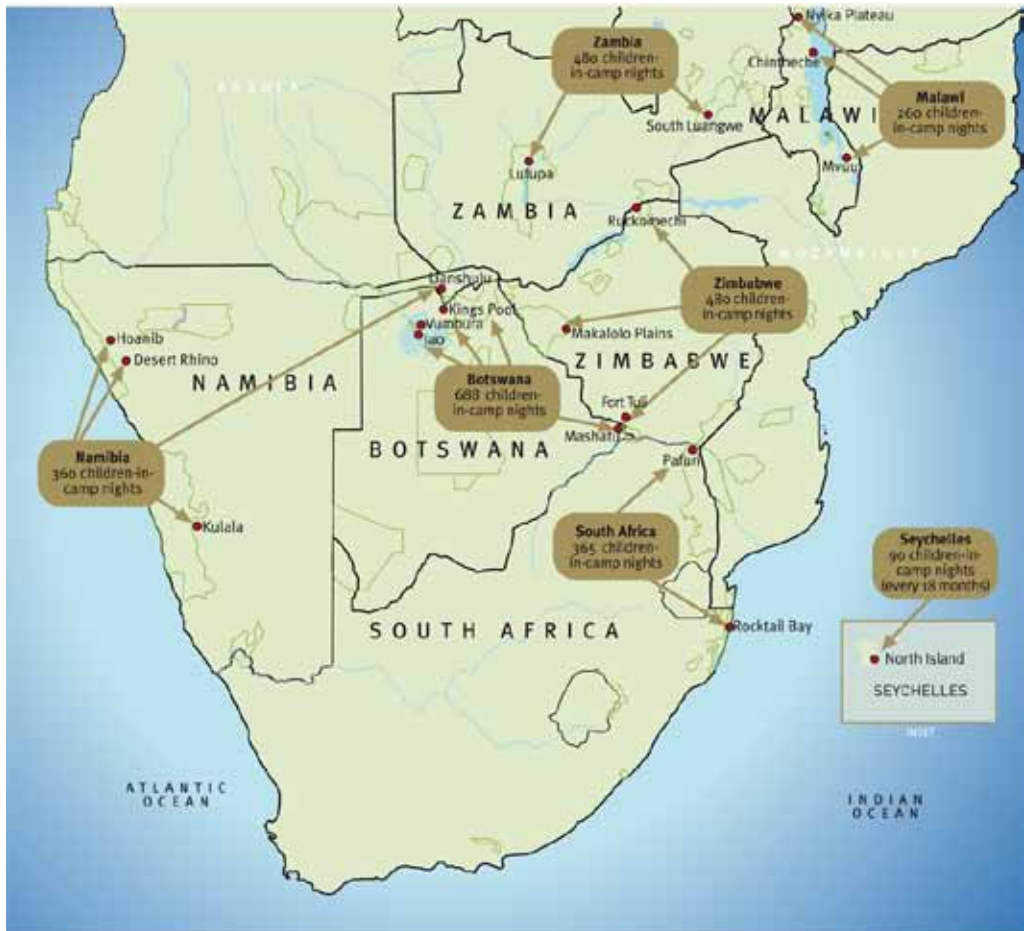 Nyika Plateau
Zambia
480 children-
in-camp nights
Chintheche
Malawi
260 children-
in-camp nights
ANGOLA
MALAWI
South Luangwe
Lufupa
Mvuu
ZAMBIA
Ruckomechi
MOZAMBIQUE
Zimbabwe
480 children-
in-camp nights
Lianshulu
Kings Pool
Vumbura
Jao
Makalolo Plains
Hoanib
Desert Rhino
ZIMBABWE
NAMIBIA
Botswana
688 children-
in-camp nights
Fort Tuli
Mashatu
BOTSWANA
Pafuri
Namibia
360 children-in-
camp nights
Kulala
South Africa
365 children-
in-camp nights
Seychelles
90 children-in-
camp nights
(every 18 months)
SOUTH AFRICA
Rocktail Bay
North Island
SEYCHELLES
INSET
ATLANTIC
OCEAN
INDIAN
OCEAN